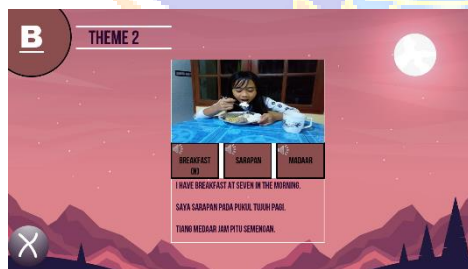 B
THEME 2
BREAKFAST
(N)
SARAPAN
MADAAR
I HAVE BREAKFAST AT SEVEN IN THE MORNING.
SAYA SARAPAN PADA PUKUL TUJUH PAGI.
TIANG MEDAAR JAM PITU SEMENGAN.
X